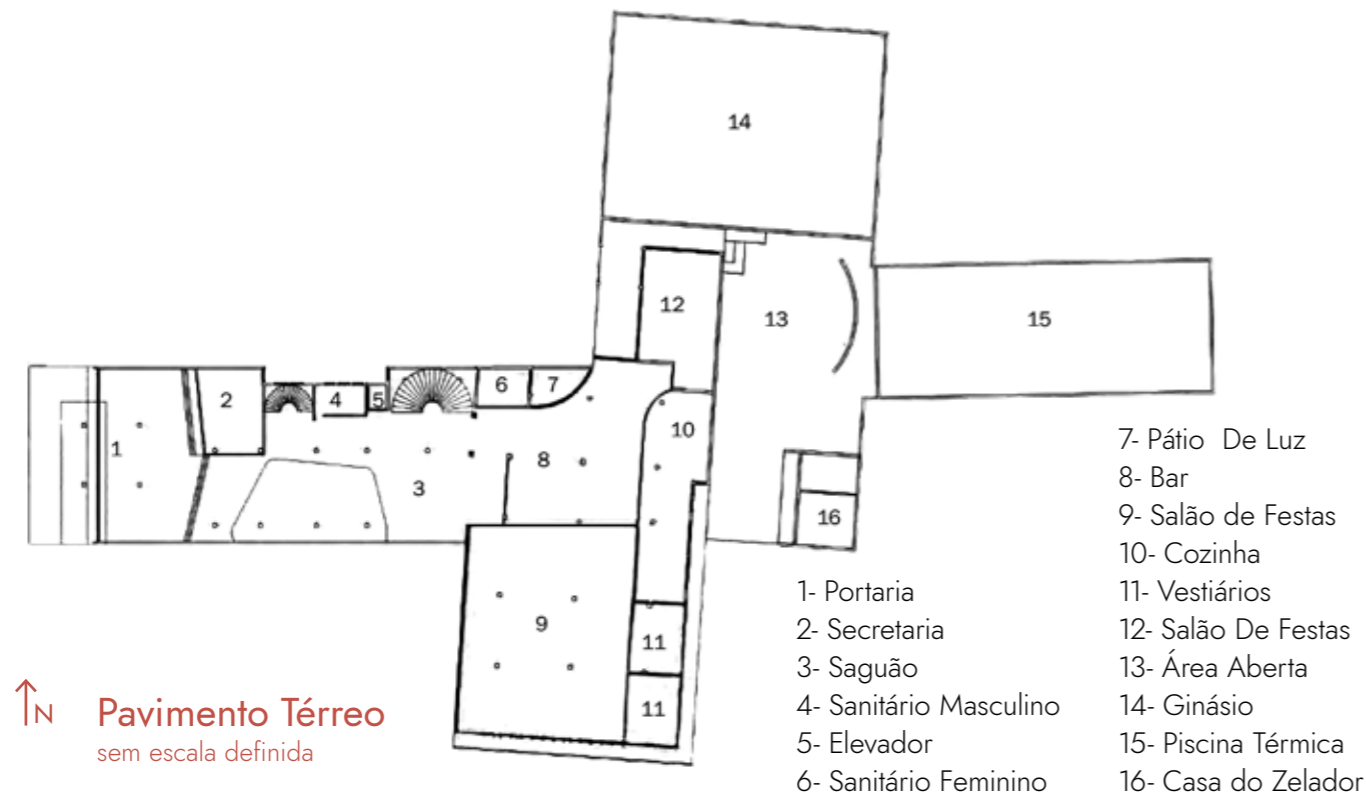 14
12
13
15
2
4
5
6
7
1
3
8
10
16
9
11
11
N
Pavimento Térreo
sem escala definida
1- Portaria
2- Secretaria
3- Saguão
4- Sanitário Masculino
5- Elevador
6- Sanitário Feminino
7- Pátio De Luz
8- Bar
9- Salão de Festas
10- Cozinha
11- Vestiários
12- Salão De Festas
13- Área Aberta
14- Ginásio
15- Piscina Térmica
16- Casa do Zelador